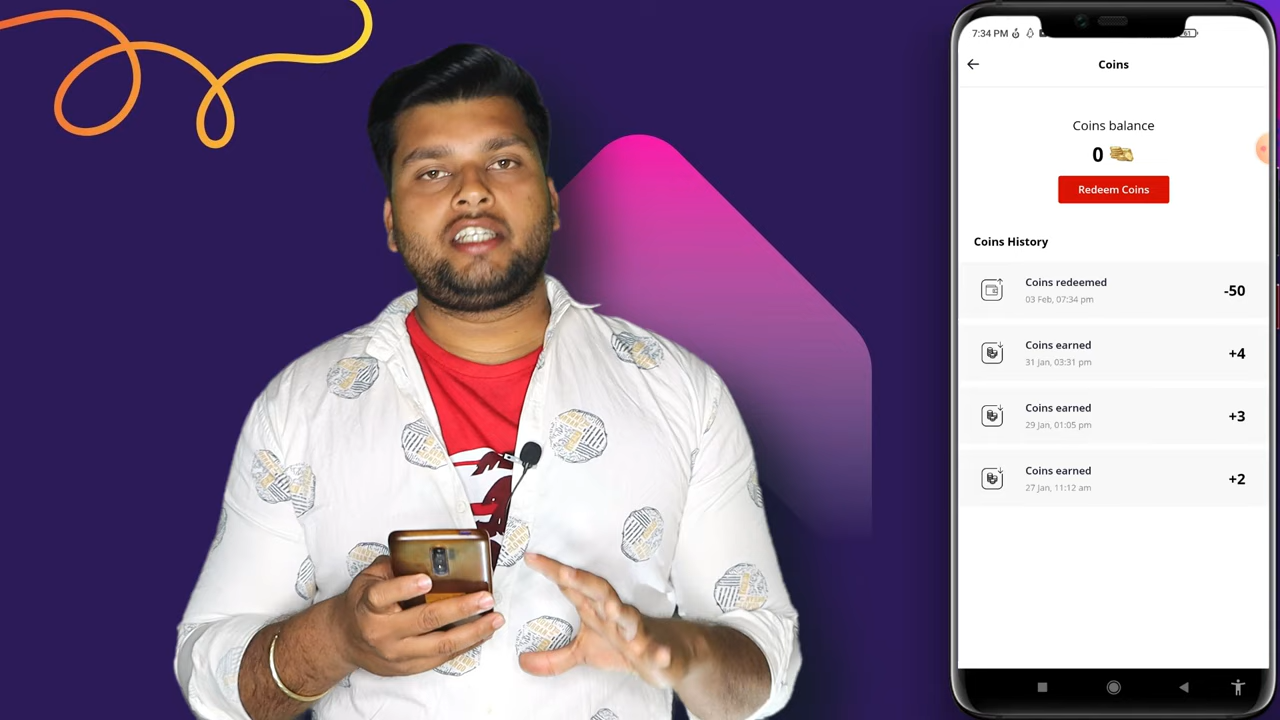 7:34 PM
Coins
Coins balance
0
Redeem Coins
Coins History
Coins redeemed
03 Feb, 07:34 pm
-50
Coins earned
31 Jan, 03:31 pm
+4
Coins earned
29 Jan, 01:05 pm
+3
Coins earned
27 Jan, 11:12 am
+2